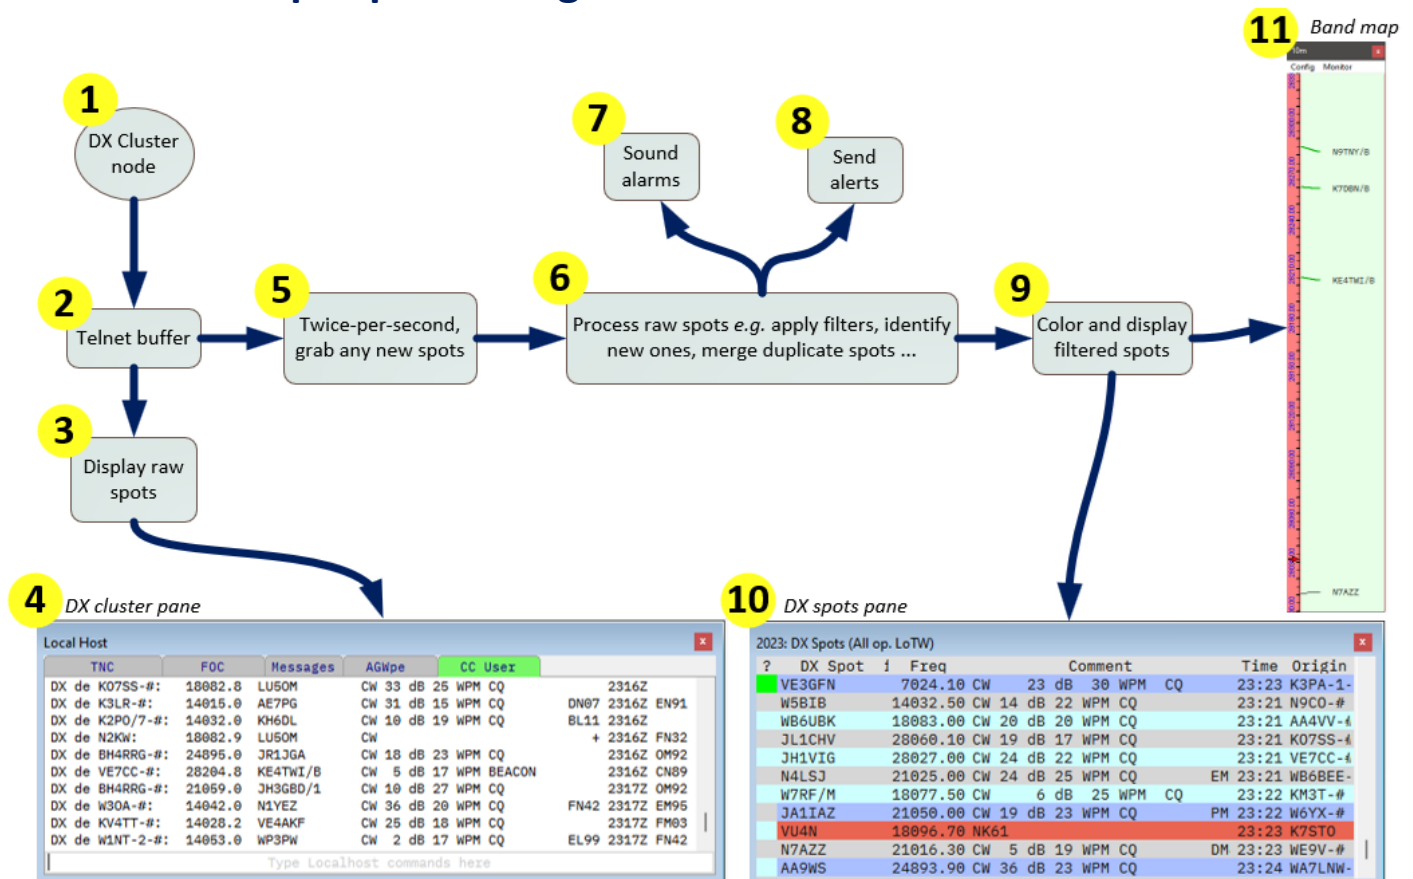 11
Band map
1
DX Cluster
node
7
Sound
alarms
8
Send
alerts
10m
Config Monitor
N9TNY/B
K7DBN/B
KE4TWI/B
N7AZZ
2
Telnet buffer
5
Twice-per-second,
grab any new spots
6
Process raw spots e.g. apply filters, identify
new ones, merge duplicate spots ...
9
Color and display
filtered spots
3
Display raw
spots
4
DX cluster pane
Local Host
TNC FOC Messages AGWpe CC User
DX de KO7SS-#: 18082.8 LU5OM CW 33 dB 25 WPM CQ 2316Z
DX de K3LR-#: 14015.0 AE7PG CW 31 dB 15 WPM CQ DN07 2316Z EN91
DX de K2PO/7-#: 14032.0 KH6DL CW 10 dB 19 WPM CQ BL11 2316Z
DX de N2KW: 18082.9 LU5OM CW + 2316Z FN32
DX de BH4RRG-#: 24895.0 JR1JGA CW 18 dB 23 WPM CQ 2316Z OM92
DX de VE7CC-#: 28204.8 KE4TWI/B CW 5 dB 17 WPM BEACON 2316Z CN89
DX de BH4RRG-#: 21059.0 JH3GBD/1 CW 10 dB 27 WPM CQ 2317Z OM92
DX de W3OA-#: 14042.0 N1YEZ CW 36 dB 20 WPM CQ FN42 2317Z EM95
DX de KV4TT-#: 14028.2 VE4AKF CW 25 dB 18 WPM CQ 2317Z FM03
DX de W1NT-2-#: 14053.0 WP3PW CW 2 dB 17 WPM CQ EL99 2317Z FN42
Type Localhost commands here
10
DX spots pane
2023: DX Spots (All op. LoTW)
? DX Spot i Freq Comment Time Origin
VE3GFN 7024.10 CW 23 dB 30 WPM CQ 23:23 K3PA-1-
W5BIB 14032.50 CW 14 dB 22 WPM CQ 23:21 N9CO-#
WB6UBK 18083.00 CW 20 dB 20 WPM CQ 23:21 AA4VV-#
JL1CHV 28060.10 CW 19 dB 17 WPM CQ 23:21 KO7SS-#
JH1VIG 28027.00 CW 24 dB 22 WPM CQ 23:21 VE7CC-#
N4LSJ 21025.00 CW 24 dB 25 WPM CQ EM 23:21 WB6BEE-
W7RF/M 18077.50 CW 6 dB 25 WPM CQ 23:22 KM3T-#
JA1IAZ 21050.00 CW 19 dB 23 WPM CQ PM 23:22 W6YX-#
VU4N 18096.70 NK61 23:23 K7STO
N7AZZ 21016.30 CW 5 dB 19 WPM CQ DM 23:23 WE9V-#
AA9WS 24893.90 CW 36 dB 23 WPM CQ 23:24 WA7LNW-